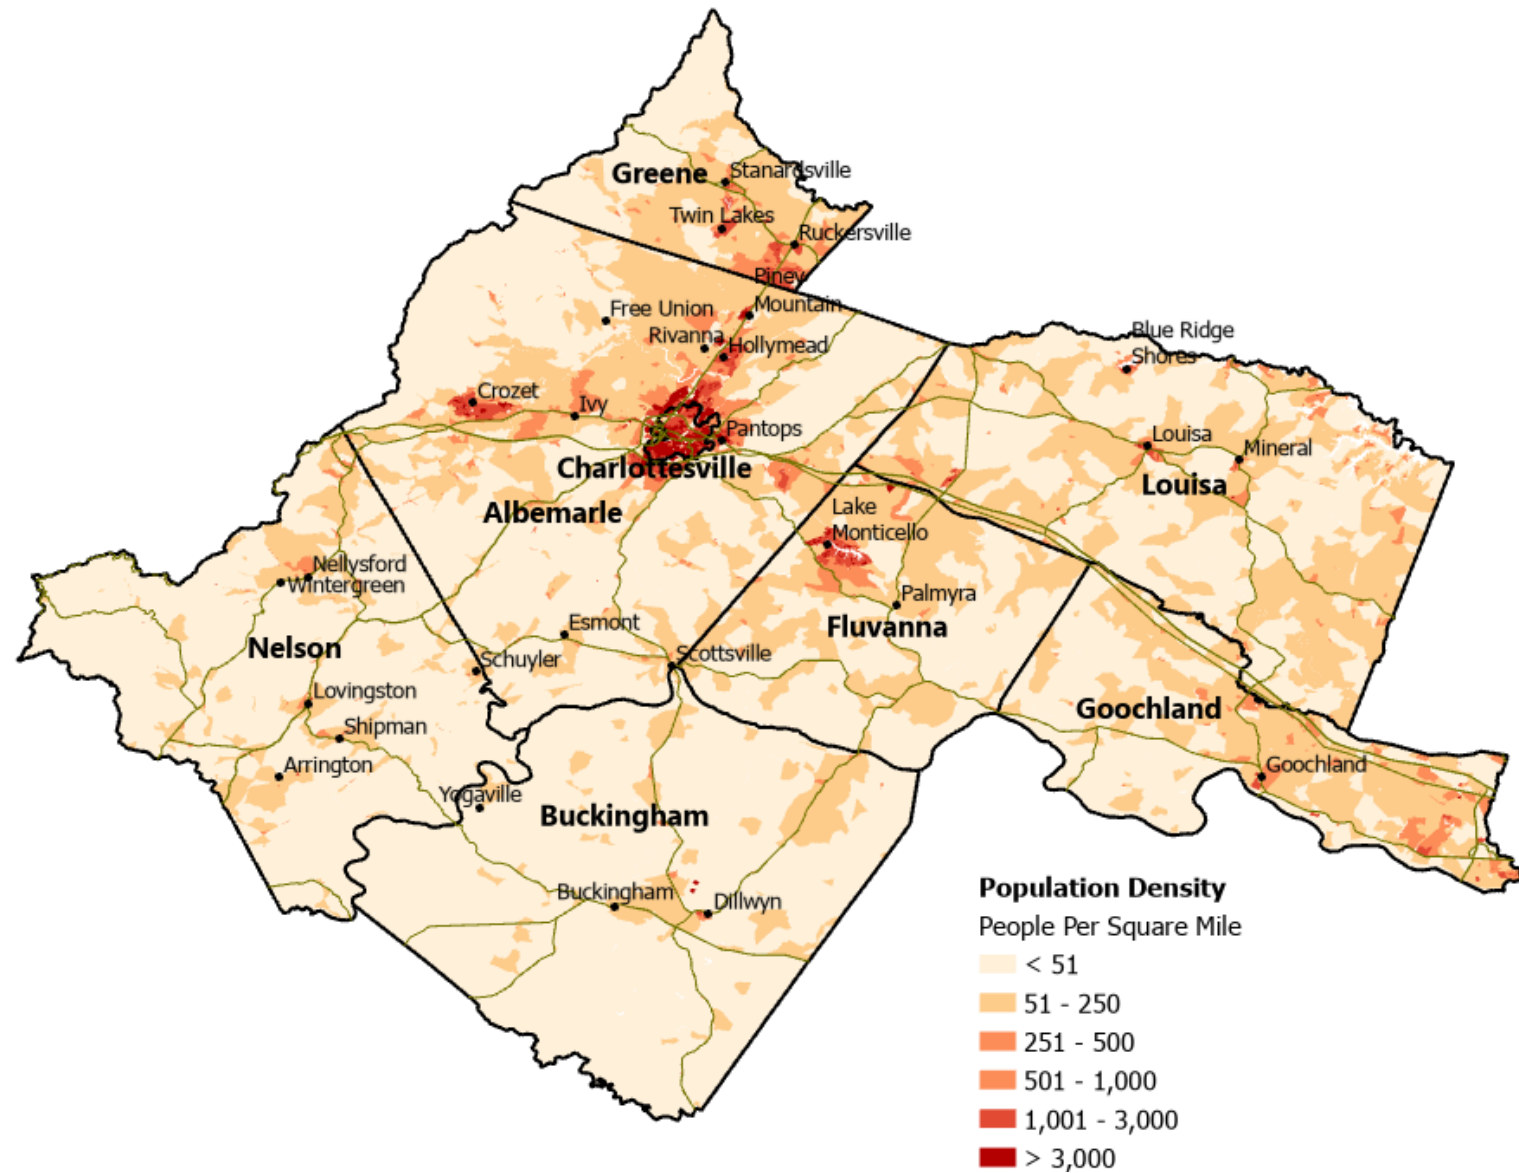 Greene
Stanardsville
Twin Lakes
Ruckersville
Piney
Mountain
Free Union
Rivanna
Hollymead
Blue Ridge
Shores
Crozet
Ivy
Pantops
Louisa
Mineral
Charlottesville
Louisa
Albemarle
Lake
Monticello
Nellysford
Wintergreen
Palmyra
Esmont
Fluvanna
Nelson
Schuyler
Scottsville
Lovingston
Goochland
Shipman
Arrington
Goochland
Yogaville
Buckingham
Buckingham
Dillwyn
Population Density
People Per Square Mile
< 51
51 - 250
251 - 500
501 - 1,000
1,001 - 3,000
> 3,000